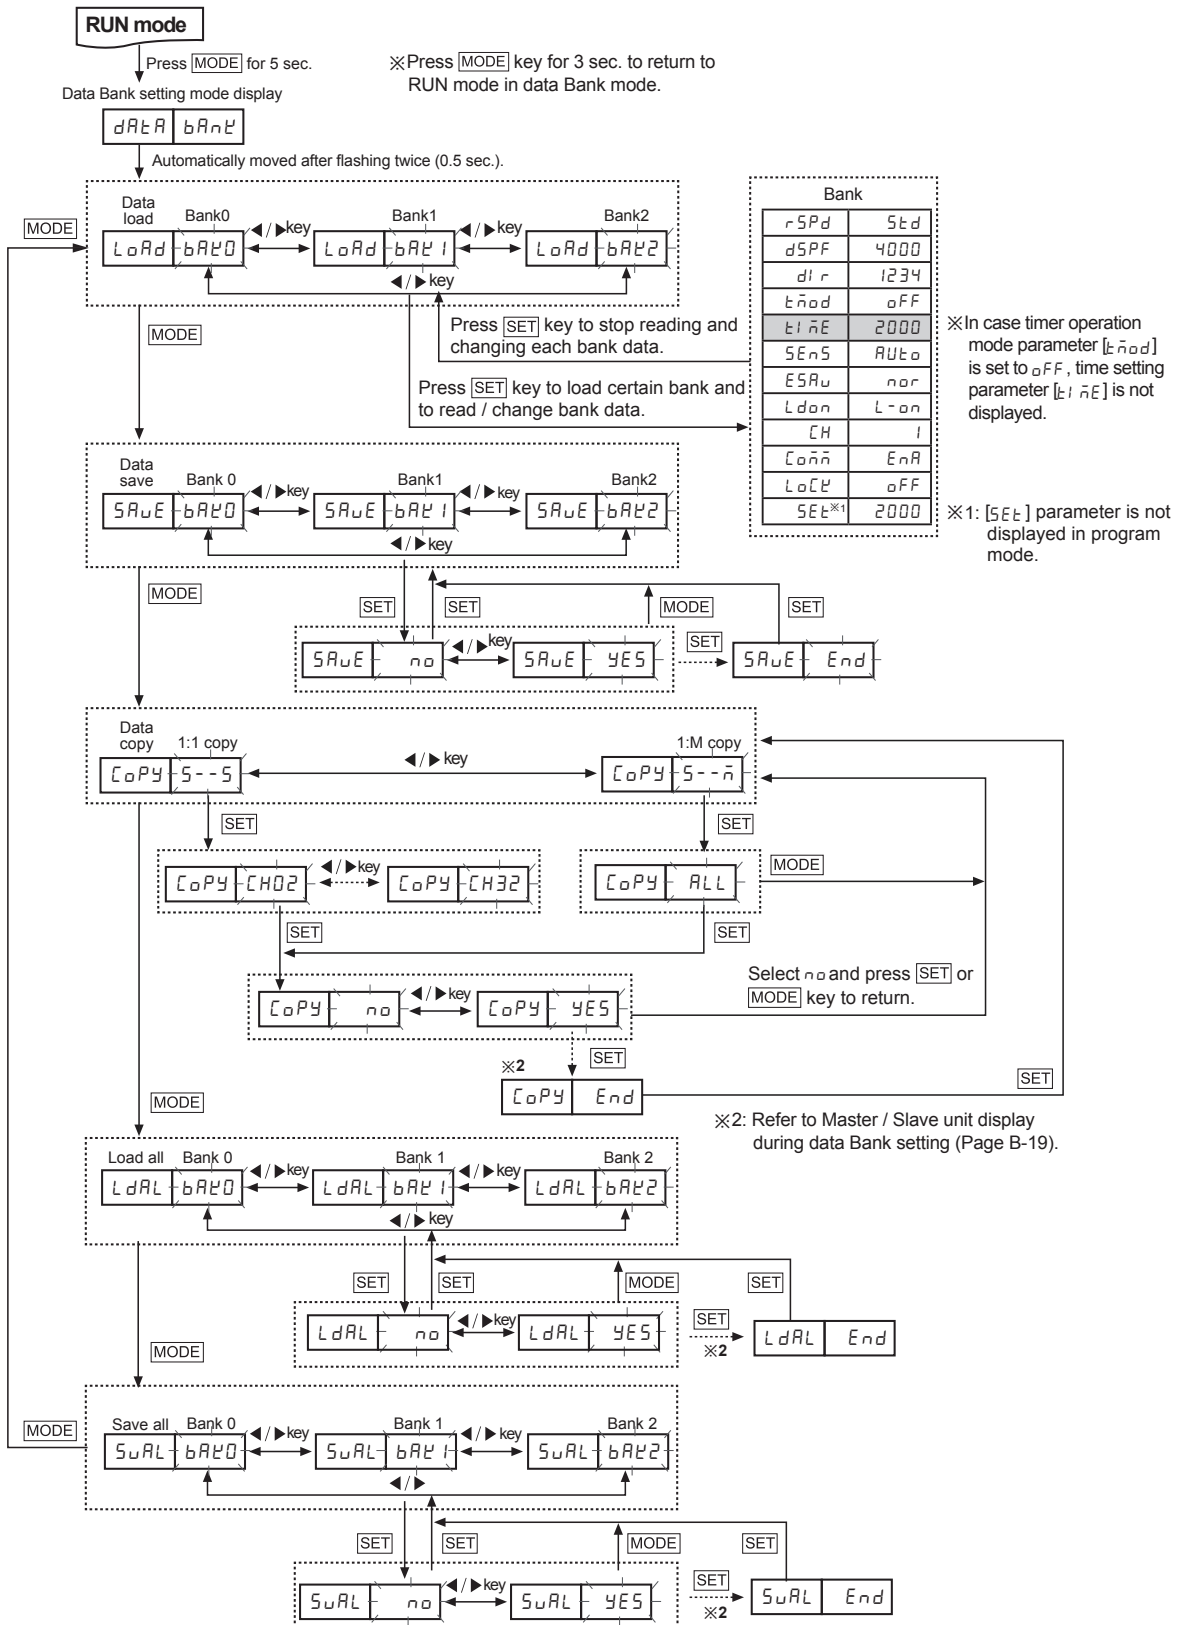 RUN mode
Press MODE for 5 sec.
※Press MODE key for 3 sec. to return to
RUN mode in data Bank mode.
Data Bank setting mode display
dAtA bAnK
Automatically moved after flashing twice (0.5 sec.).
MODE
Data
load
Bank0
◀/▶key
Bank1
◀/▶key
Bank2
LoAd bAK0
LoAd bAK1
LoAd bAK2
◀/▶key
Bank
rSPd Std
dSPF 4000
dIr 1234
tmod oFF
tImE 2000
SEnS AUto
ESAv nor
Ldon L-on
CH 1
Comm EnA
LoCK oFF
SEt※1 2000
※In case timer operation
mode parameter [tmod]
is set to oFF, time setting
parameter [tImE] is not
displayed.
※1: [SEt] parameter is not
displayed in program
mode.
MODE
Press SET key to stop reading and
changing each bank data.
Press SET key to load certain bank and
to read / change bank data.
Data
save
Bank 0
◀/▶key
Bank1
◀/▶key
Bank2
SAvE bAK0
SAvE bAK1
SAvE bAK2
◀/▶key
MODE
SET
SET
MODE
SET
SAvE no
◀/▶key
SAvE YES
SET
SAvE End
Data
copy
1:1 copy
◀/▶key
1:M copy
CoPY S--S
CoPY S--m
SET
SET
CoPY CH02
◀/▶key
CoPY CH32
CoPY ALL
MODE
SET
SET
CoPY no
◀/▶key
CoPY YES
Select no and press SET or
MODE key to return.
※2
SET
CoPY End
SET
MODE
※2: Refer to Master / Slave unit display
during data Bank setting (Page B-19).
Load all
Bank 0
◀/▶key
Bank 1
◀/▶key
Bank 2
LdAL bAK0
LdAL bAK1
LdAL bAK2
◀/▶key
SET
SET
MODE
SET
LdAL no
◀/▶key
LdAL YES
SET
※2
LdAL End
MODE
MODE
Save all
Bank 0
◀/▶key
Bank 1
◀/▶key
Bank 2
SvAL bAK0
SvAL bAK1
SvAL bAK2
◀/▶
SET
SET
MODE
SET
SvAL no
◀/▶key
SvAL YES
SET
※2
SvAL End